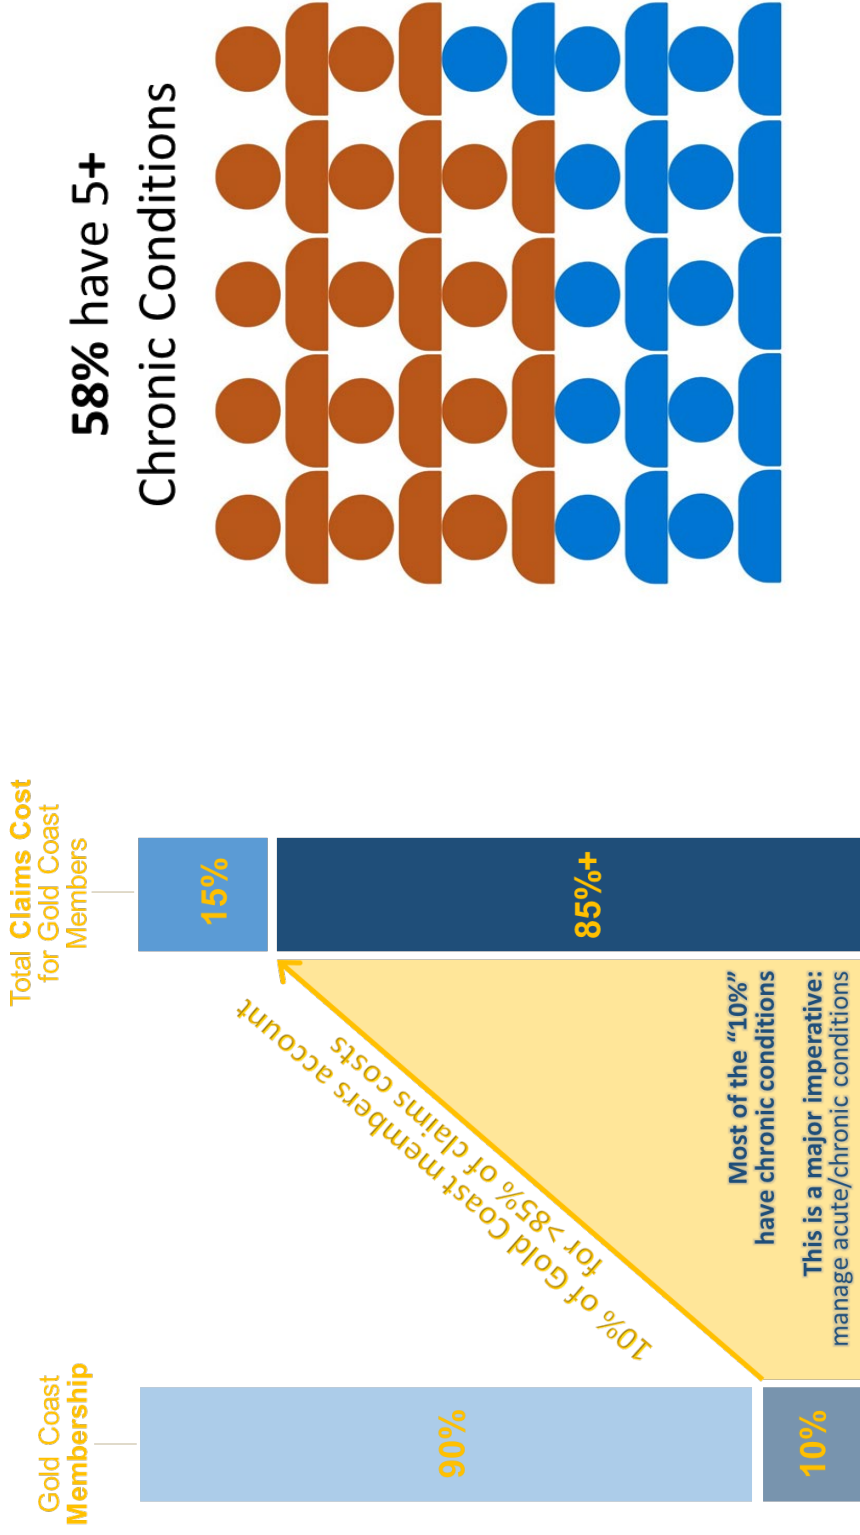 Gold Coast
Membership
90%
10%
10% of Gold Coast members account
for >85% of claims costs
Most of the “10%”
have chronic conditions
This is a major imperative:
manage acute/chronic conditions
Total Claims Cost
for Gold Coast
Members
15%
85%+
58% have 5+
Chronic Conditions